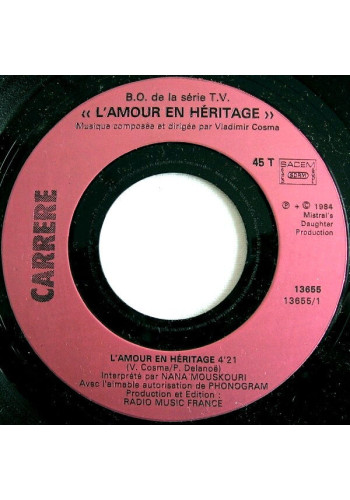 B.O. de la série T.V.
« L'AMOUR EN HÉRITAGE »
Musique composée et dirigée par Vladimir Cosma
45 T
SACEM
℗ + © 1984
Mistral's
Daughter
Production
CARRERE
13655
13655/1
L'AMOUR EN HÉRITAGE 4'21
(V. Cosma/P. Delanoë)
Interprété par NANA MOUSKOURI
Avec l'aimable autorisation de PHONOGRAM
Production et Edition :
RADIO MUSIC FRANCE